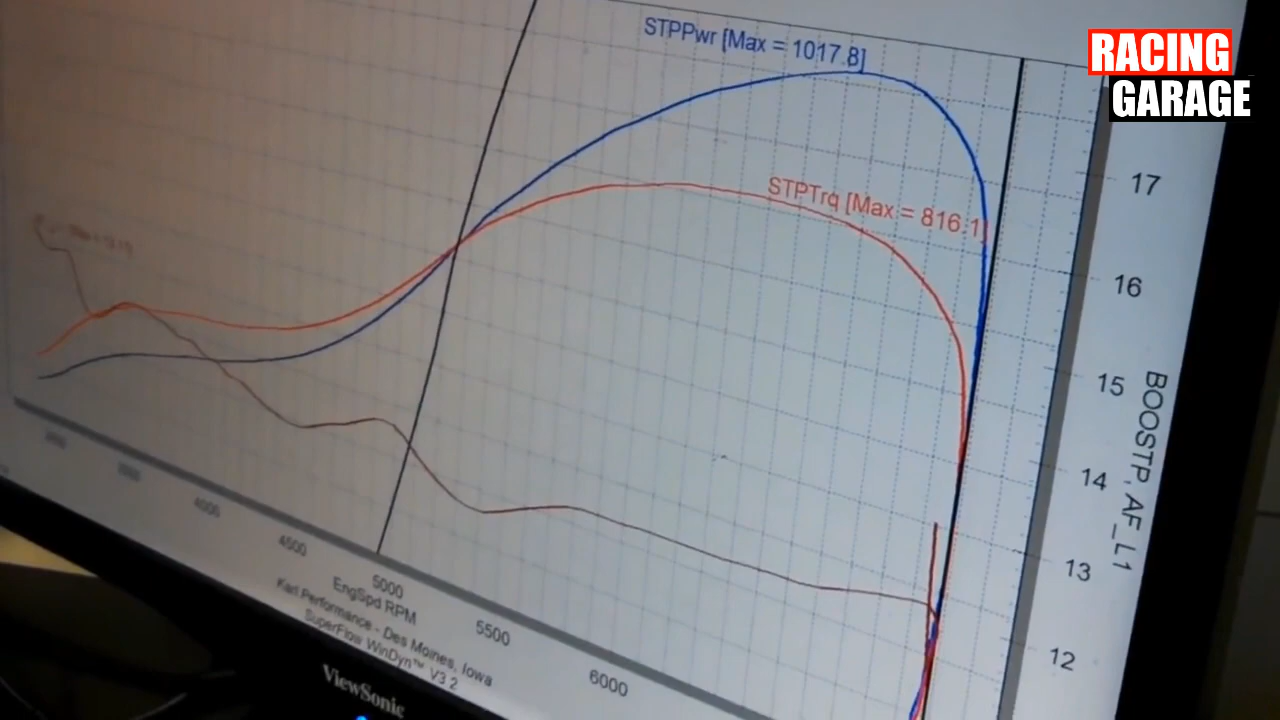 RACING
GARAGE
STPPwr [Max = 1017.8]
STPTrq [Max = 816.1]
17
16
15
14
13
12
BOOSTP, AF_L1
4000
4500
5000
5500
6000
EngSpd RPM
Karl Performance - Des Moines, Iowa
SuperFlow WinDyn™ V3.2
ViewSonic